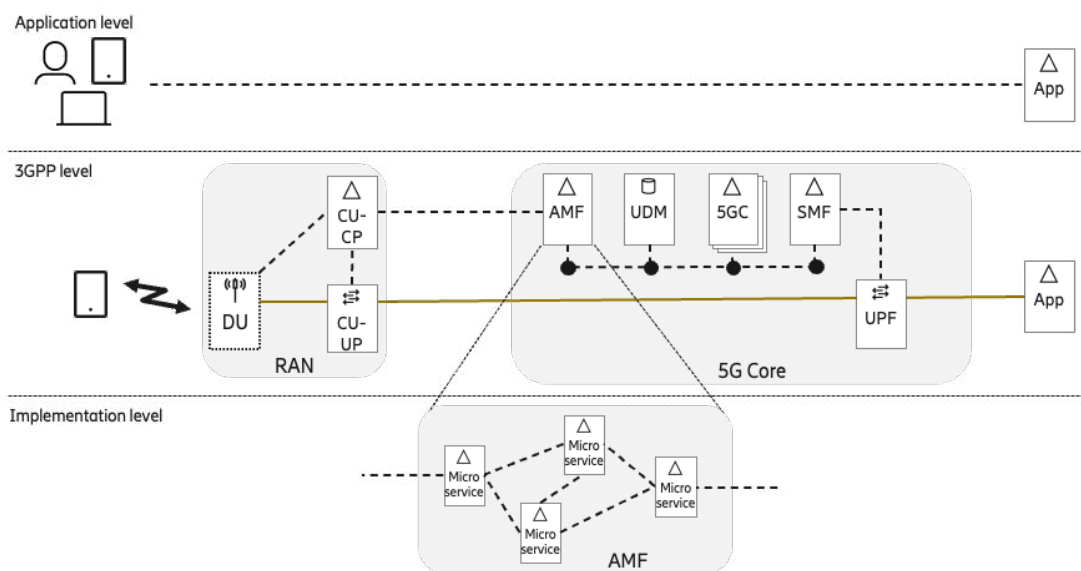 Application level
App
3GPP level
CU-
CP
AMF
UDM
5GC
SMF
DU
CU-
UP
UPF
App
RAN
5G Core
Implementation level
Micro
service
Micro
service
Micro
service
Micro
service
AMF